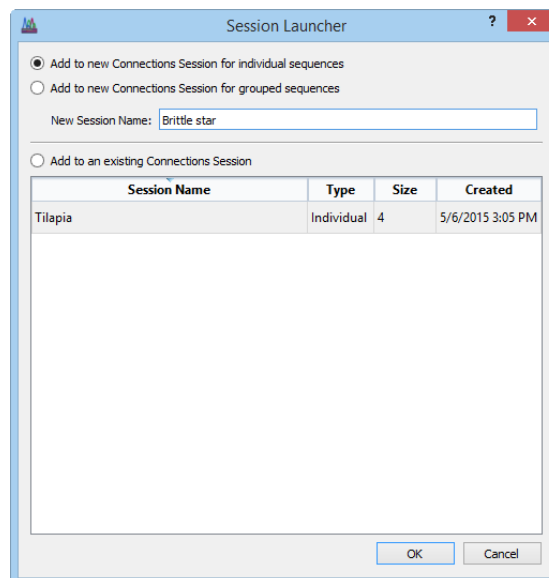 Session Launcher ?
Add to new Connections Session for individual sequences
Add to new Connections Session for grouped sequences
New Session Name: Brittle star
Add to an existing Connections Session
Session Name Type Size Created
Tilapia Individual 4 5/6/2015 3:05 PM
OK Cancel